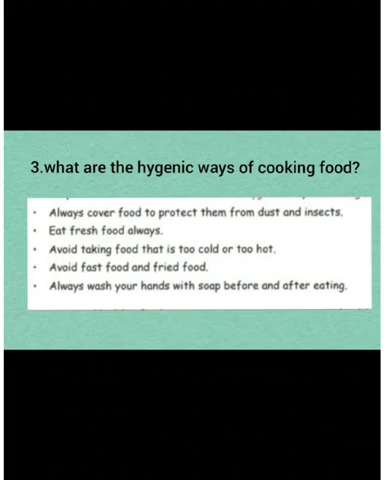 3.what are the hygenic ways of cooking food?
• Always cover food to protect them from dust and insects.
• Eat fresh food always.
• Avoid taking food that is too cold or too hot.
• Avoid fast food and fried food.
• Always wash your hands with soap before and after eating.